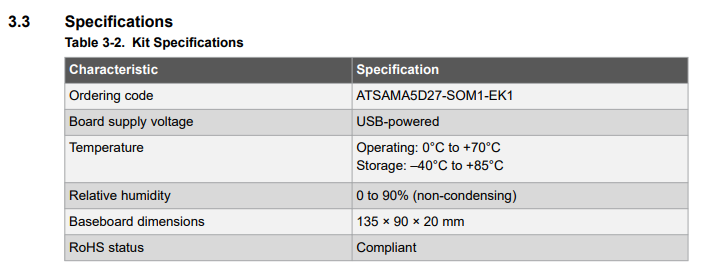 3.3 Specifications
Table 3-2. Kit Specifications
Characteristic Specification
Ordering code ATSAMA5D27-SOM1-EK1
Board supply voltage USB-powered
Temperature Operating: 0°C to +70°C
Storage: –40°C to +85°C
Relative humidity 0 to 90% (non-condensing)
Baseboard dimensions 135 × 90 × 20 mm
RoHS status Compliant